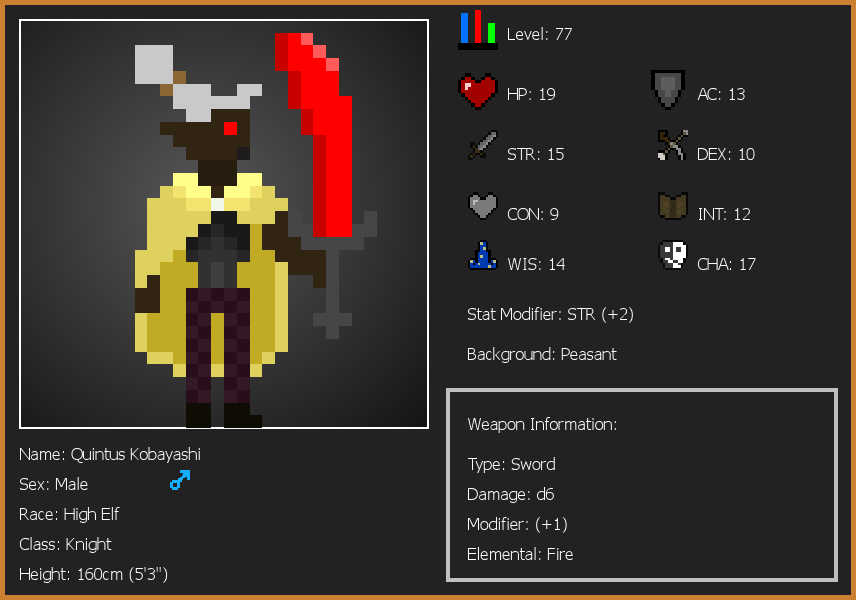 Level: 77
HP: 19
AC: 13
STR: 15
DEX: 10
CON: 9
INT: 12
WIS: 14
CHA: 17
Stat Modifier: STR (+2)
Background: Peasant
Weapon Information:
Type: Sword
Damage: d6
Modifier: (+1)
Elemental: Fire
Name: Quintus Kobayashi
Sex: Male
Race: High Elf
Class: Knight
Height: 160cm (5'3")